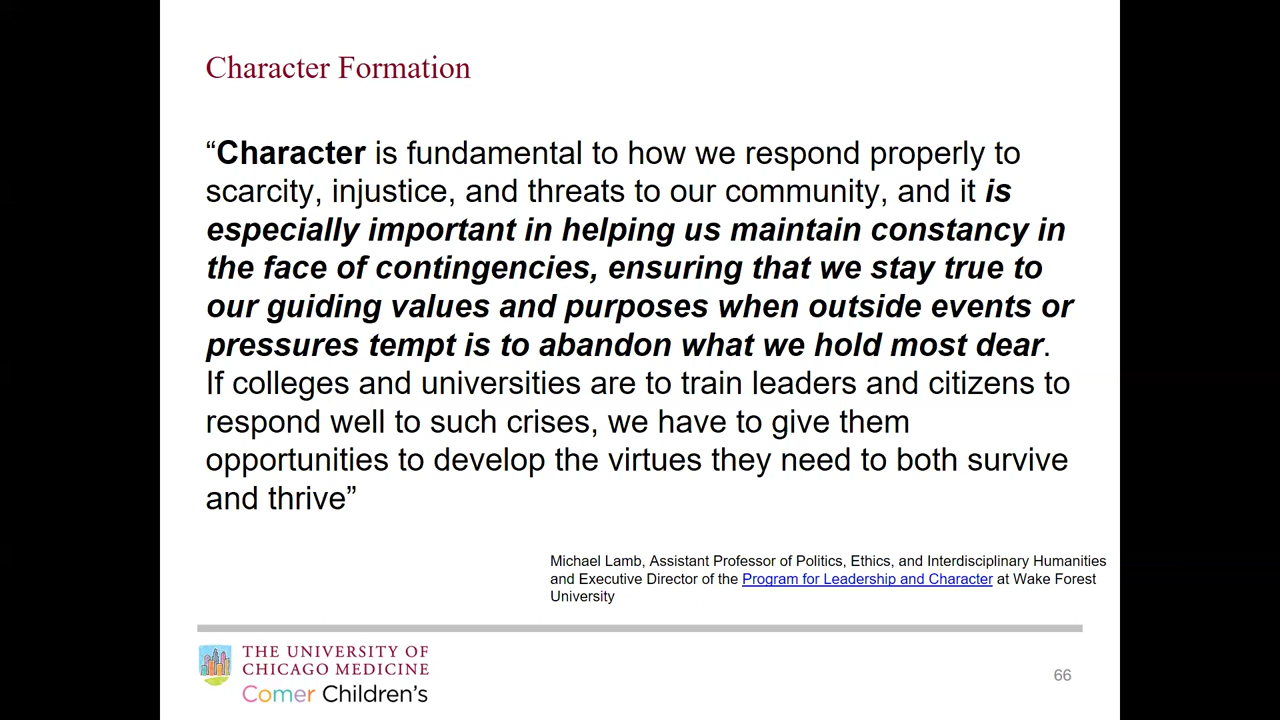 Character Formation
“Character is fundamental to how we respond properly to
scarcity, injustice, and threats to our community, and it is
especially important in helping us maintain constancy in
the face of contingencies, ensuring that we stay true to
our guiding values and purposes when outside events or
pressures tempt is to abandon what we hold most dear.
If colleges and universities are to train leaders and citizens to
respond well to such crises, we have to give them
opportunities to develop the virtues they need to both survive
and thrive”
Michael Lamb, Assistant Professor of Politics, Ethics, and Interdisciplinary Humanities
and Executive Director of the Program for Leadership and Character at Wake Forest
University
THE UNIVERSITY OF
CHICAGO MEDICINE
Comer Children's
66